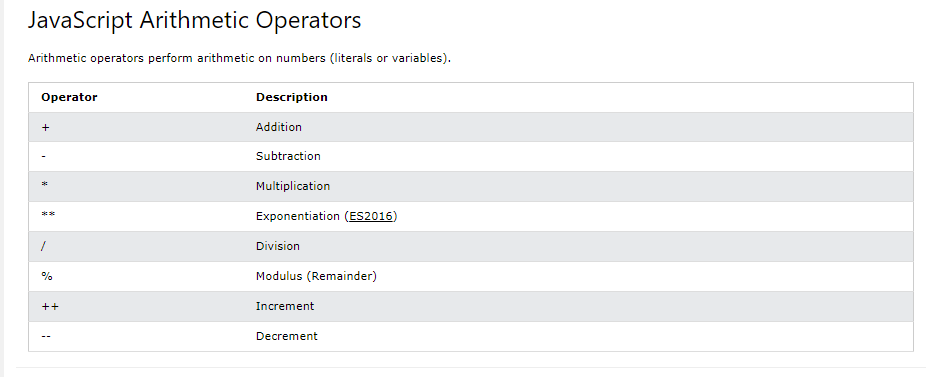 JavaScript Arithmetic Operators
Arithmetic operators perform arithmetic on numbers (literals or variables).
Operator Description
+ Addition
- Subtraction
* Multiplication
** Exponentiation (ES2016)
/ Division
% Modulus (Remainder)
++ Increment
-- Decrement